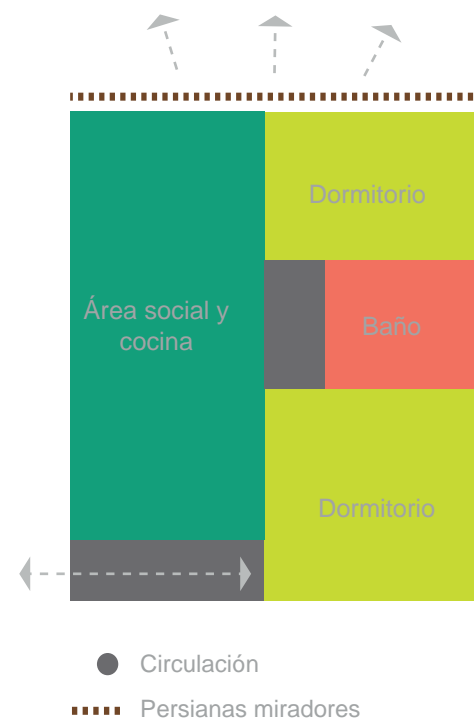 Dormitorio
Área social y
cocina
Baño
Dormitorio
Circulación
Persianas miradores